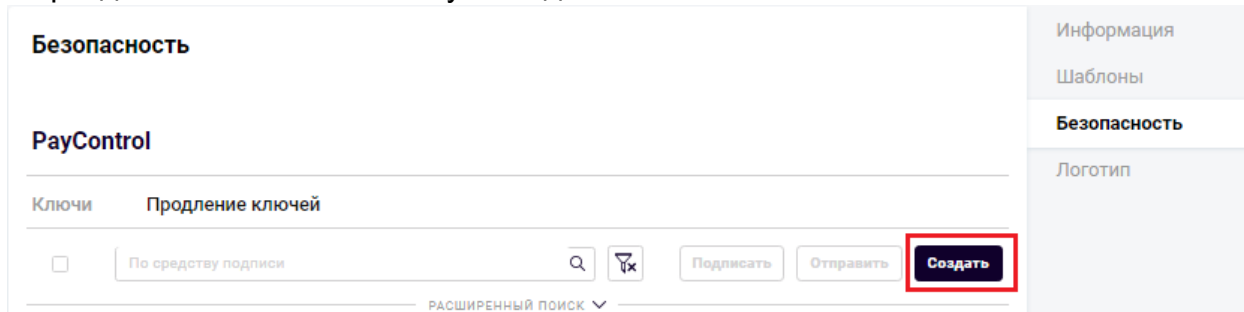 Безопасность
PayControl
Ключи Продление ключей
По средству подписи Подписать Отправить Создать
РАСШИРЕННЫЙ ПОИСК
Информация
Шаблоны
Безопасность
Логотип